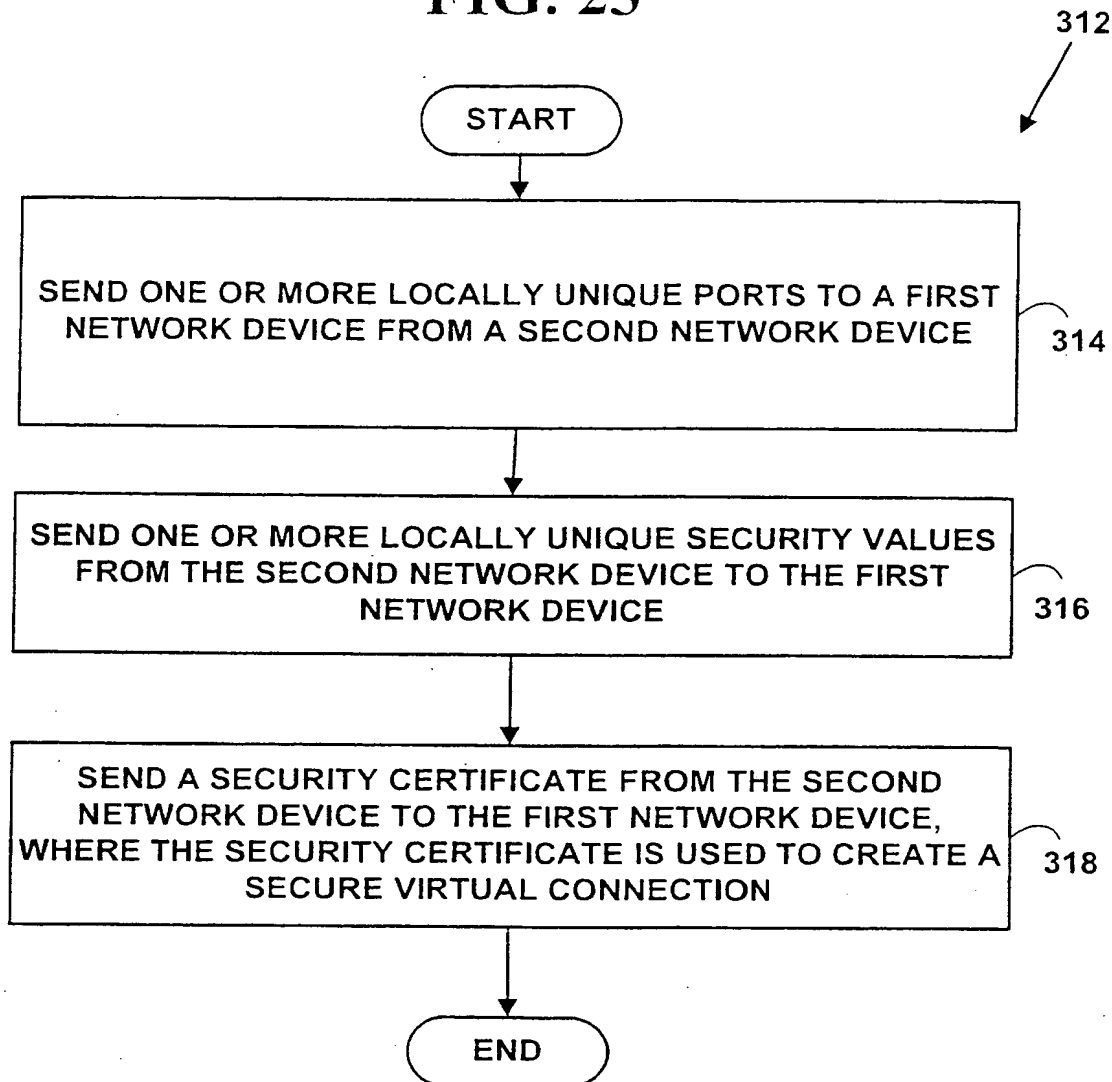 FIG. 23
312
START
SEND ONE OR MORE LOCALLY UNIQUE PORTS TO A FIRST
NETWORK DEVICE FROM A SECOND NETWORK DEVICE
314
SEND ONE OR MORE LOCALLY UNIQUE SECURITY VALUES
FROM THE SECOND NETWORK DEVICE TO THE FIRST
NETWORK DEVICE
316
SEND A SECURITY CERTIFICATE FROM THE SECOND
NETWORK DEVICE TO THE FIRST NETWORK DEVICE,
WHERE THE SECURITY CERTIFICATE IS USED TO CREATE A
SECURE VIRTUAL CONNECTION
318
END